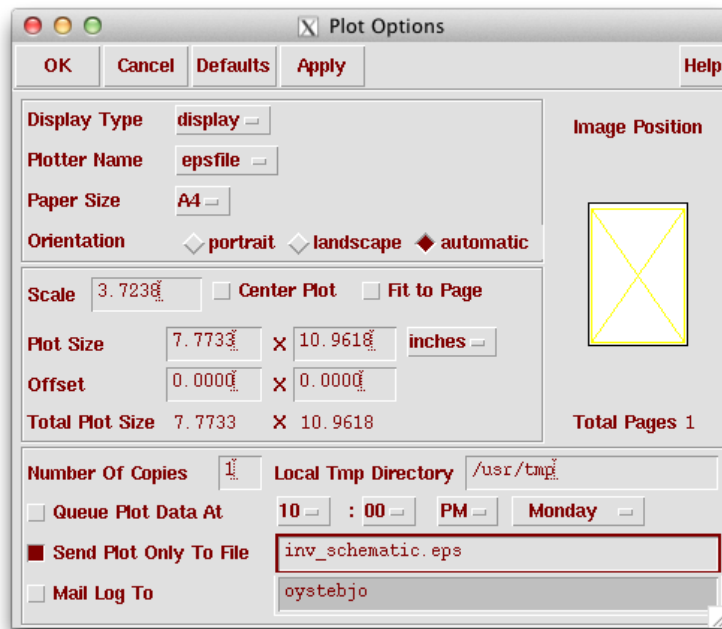 Plot Options
OK Cancel Defaults Apply Help
Display Type display
Image Position
Plotter Name epsfile
Paper Size A4
Orientation portrait landscape automatic
Scale 3.7238 Center Plot Fit to Page
Plot Size 7.7733 X 10.9618 inches
Offset 0.0000 X 0.0000
Total Plot Size 7.7733 X 10.9618
Total Pages 1
Number Of Copies 1 Local Tmp Directory /usr/tmp
Queue Plot Data At 10 : 00 PM Monday
Send Plot Only To File inv_schematic.eps
Mail Log To oystebjo